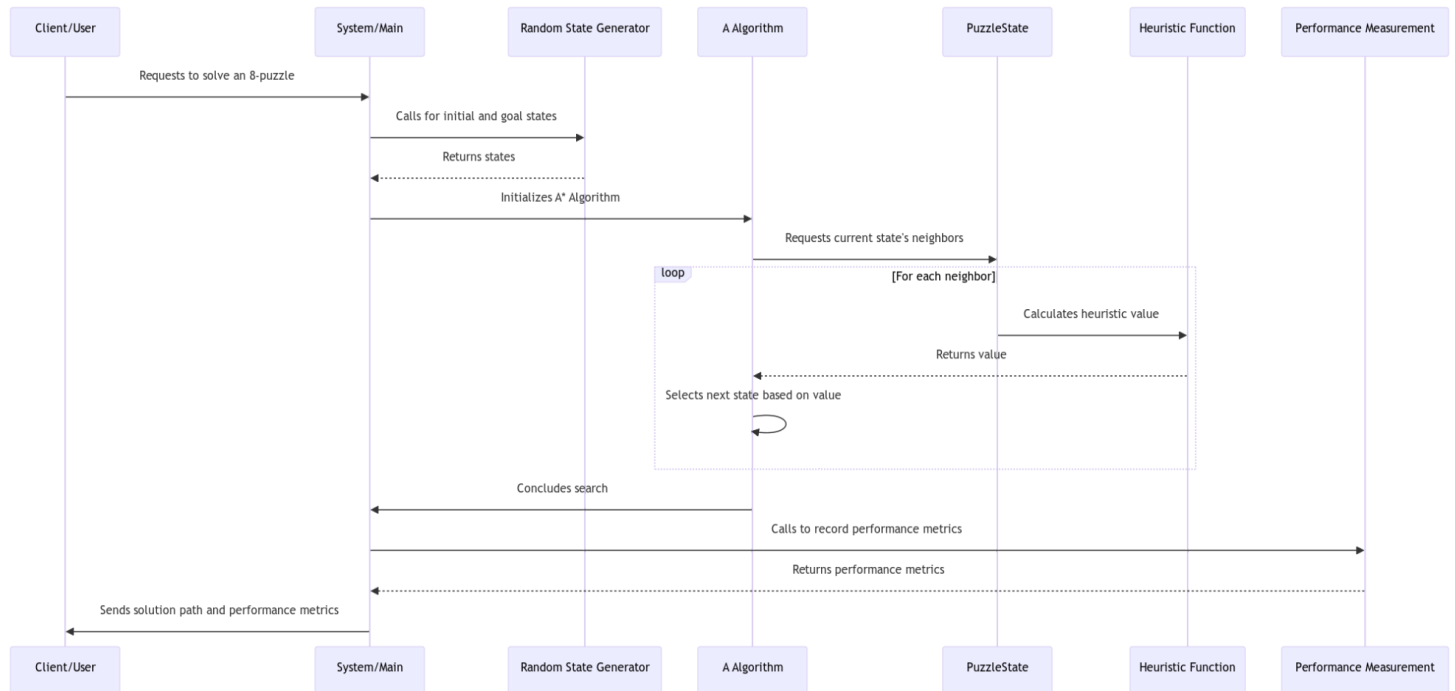 Client/User
System/Main
Random State Generator
A Algorithm
PuzzleState
Heuristic Function
Performance Measurement
Requests to solve an 8-puzzle
Calls for initial and goal states
Returns states
Initializes A* Algorithm
Requests current state's neighbors
loop
[For each neighbor]
Calculates heuristic value
Returns value
Selects next state based on value
Concludes search
Calls to record performance metrics
Returns performance metrics
Sends solution path and performance metrics
Client/User
System/Main
Random State Generator
A Algorithm
PuzzleState
Heuristic Function
Performance Measurement